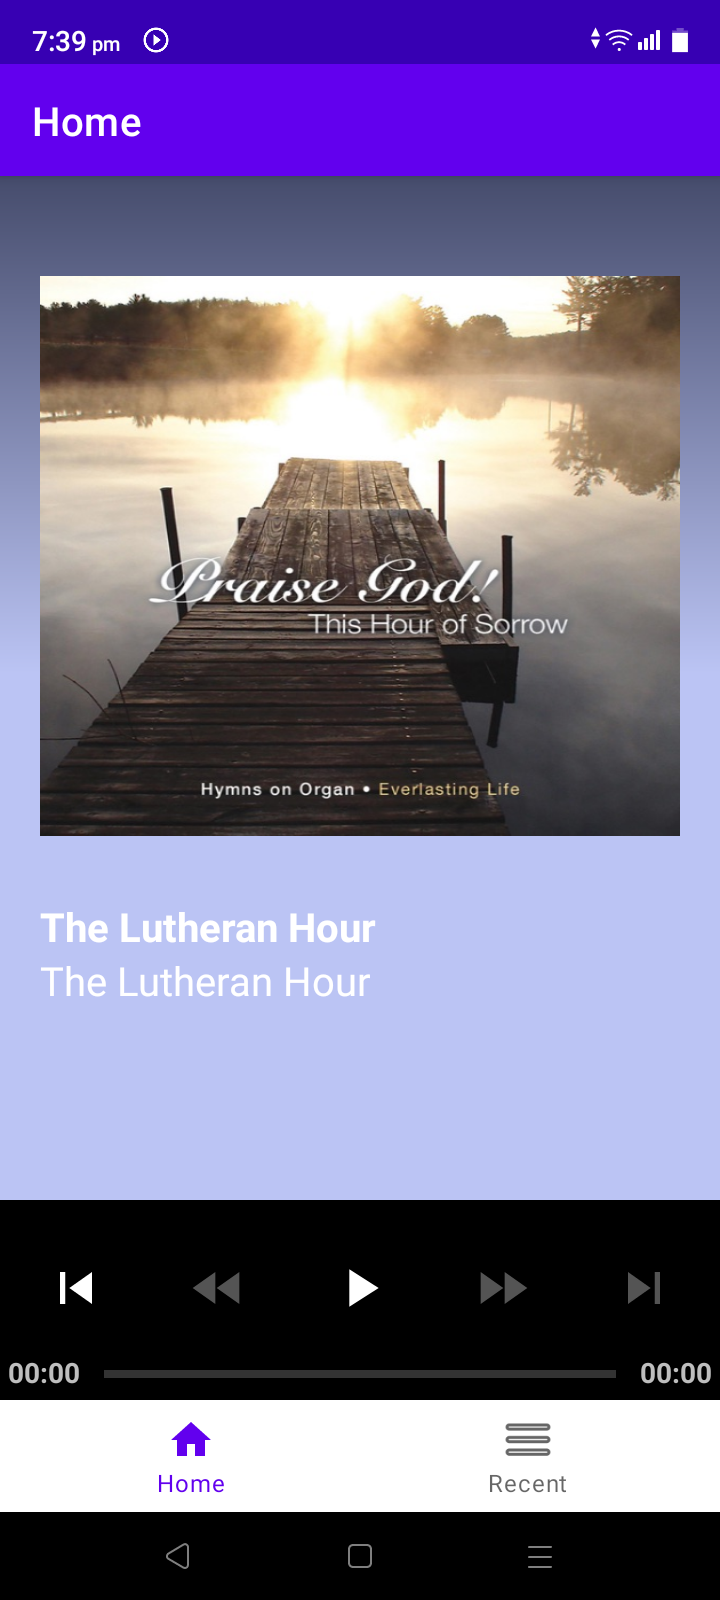 7:39 pm
Home
Praise God!
This Hour of Sorrow
Hymns on Organ • Everlasting Life
The Lutheran Hour
The Lutheran Hour
00:00 00:00
Home Recent